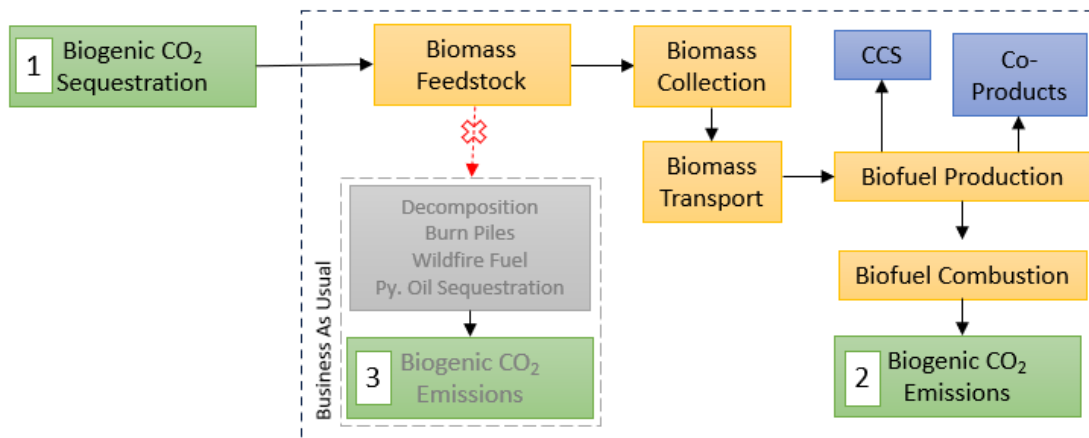 1
Biogenic CO₂
Sequestration
Biomass
Feedstock
Biomass
Collection
CCS
Co-
Products
Biomass
Transport
Biofuel Production
Decomposition
Burn Piles
Wildfire Fuel
Py. Oil Sequestration
Biofuel Combustion
Business As Usual
3
Biogenic CO₂
Emissions
2
Biogenic CO₂
Emissions